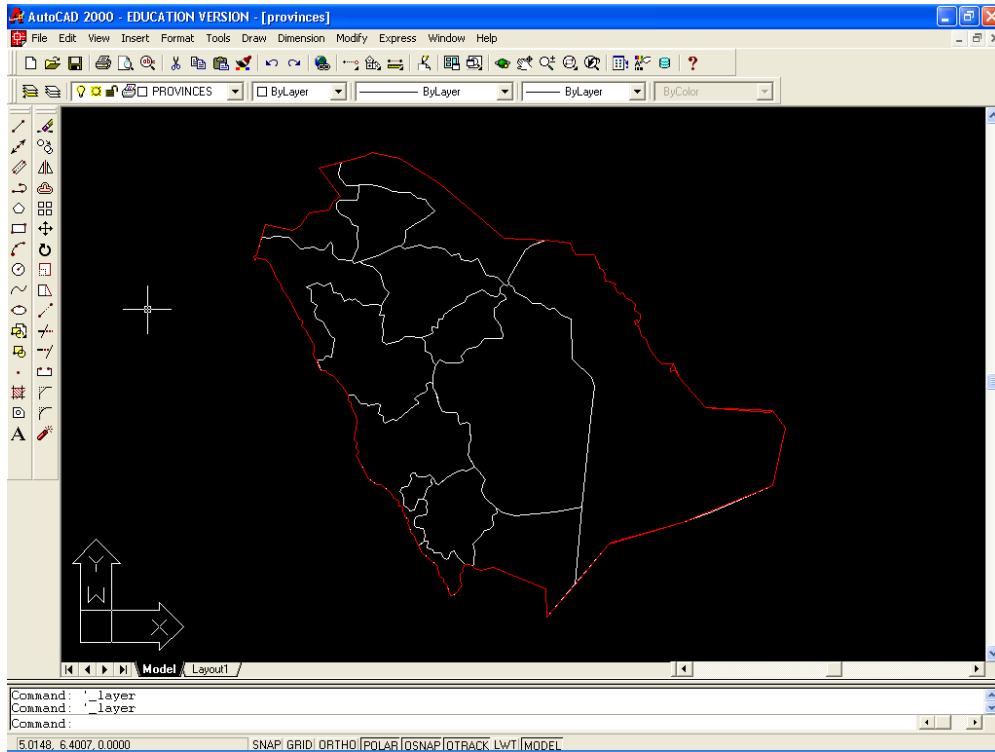 AutoCAD 2000 - EDUCATION VERSION - [provinces]
File Edit View Insert Format Tools Draw Dimension Modify Express Window Help
PROVINCES ByLayer ByLayer ByLayer ByColor
A
Y
W
X
Model Layout1
Command: '_layer
Command: '_layer
Command:
5.0148, 6.4007, 0.0000 SNAP GRID ORTHO POLAR OSNAP OTRACK LWT MODEL